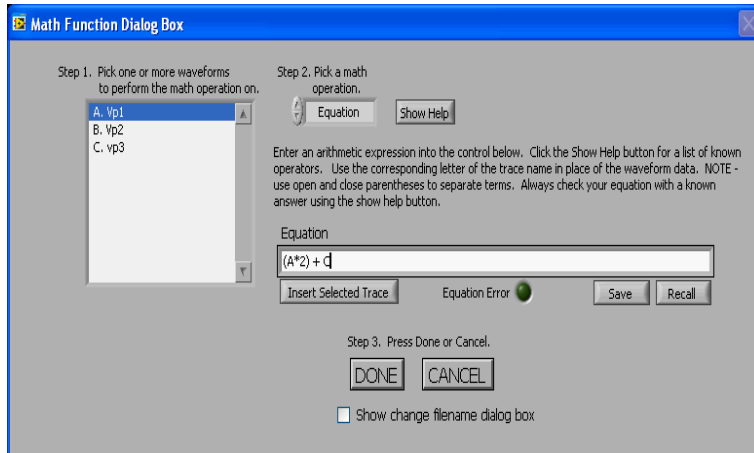 Math Function Dialog Box
Step 1. Pick one or more waveforms
to perform the math operation on.
A. Vp1
B. Vp2
C. vp3
Step 2. Pick a math
operation.
Equation
Show Help
Enter an arithmetic expression into the control below. Click the Show Help button for a list of known
operators. Use the corresponding letter of the trace name in place of the waveform data. NOTE -
use open and close parentheses to separate terms. Always check your equation with a known
answer using the show help button.
Equation
(A*2) + C
Insert Selected Trace
Equation Error
Save
Recall
Step 3. Press Done or Cancel.
DONE
CANCEL
Show change filename dialog box